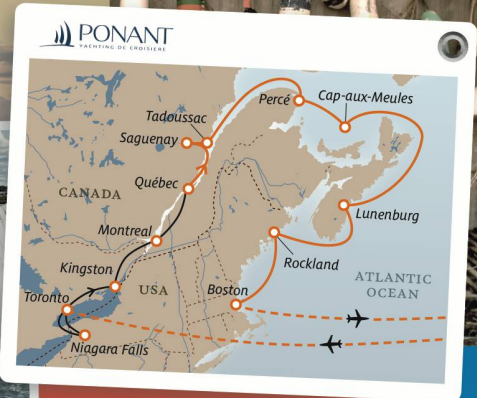 PONANT
YACHTING DE CROISIÈRE
Percé
Cap-aux-Meules
Tadoussac
Saguenay
Québec
CANADA
Lunenburg
Montreal
Rockland
Kingston
USA
ATLANTIC
OCEAN
Toronto
Boston
Niagara Falls